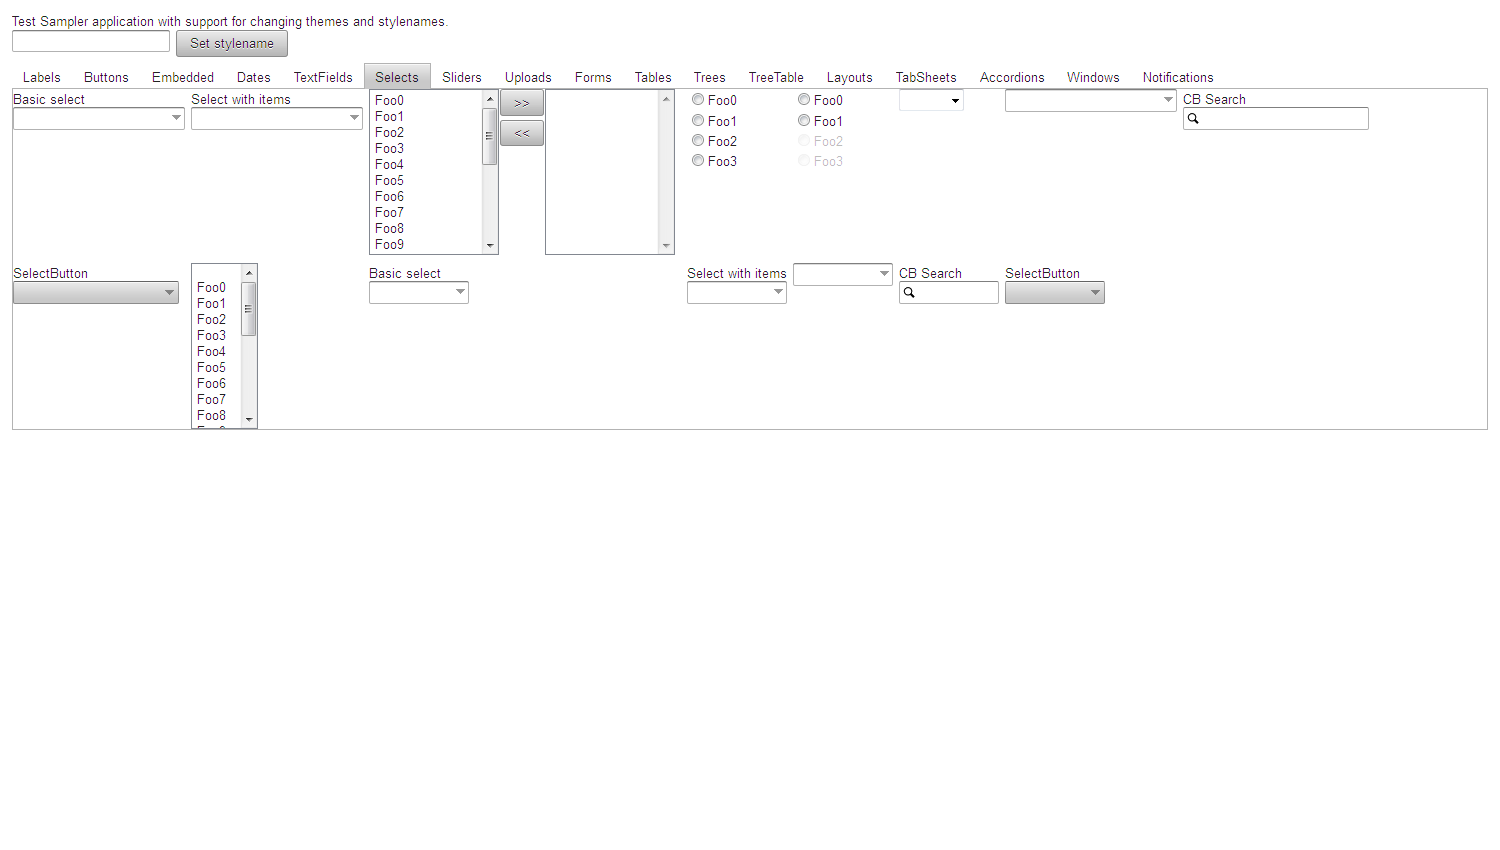 Test Sampler application with support for changing themes and stylenames.
Set stylename
Labels Buttons Embedded Dates TextFields Selects Sliders Uploads Forms Tables Trees TreeTable Layouts TabSheets Accordions Windows Notifications
Basic select
Select with items
Foo0
Foo1
Foo2
Foo3
Foo4
Foo5
Foo6
Foo7
Foo8
Foo9
>>
<<
Foo0
Foo1
Foo2
Foo3
Foo0
Foo1
Foo2
Foo3
CB Search
SelectButton
Foo0
Foo1
Foo2
Foo3
Foo4
Foo5
Foo6
Foo7
Foo8
Basic select
Select with items
CB Search
SelectButton